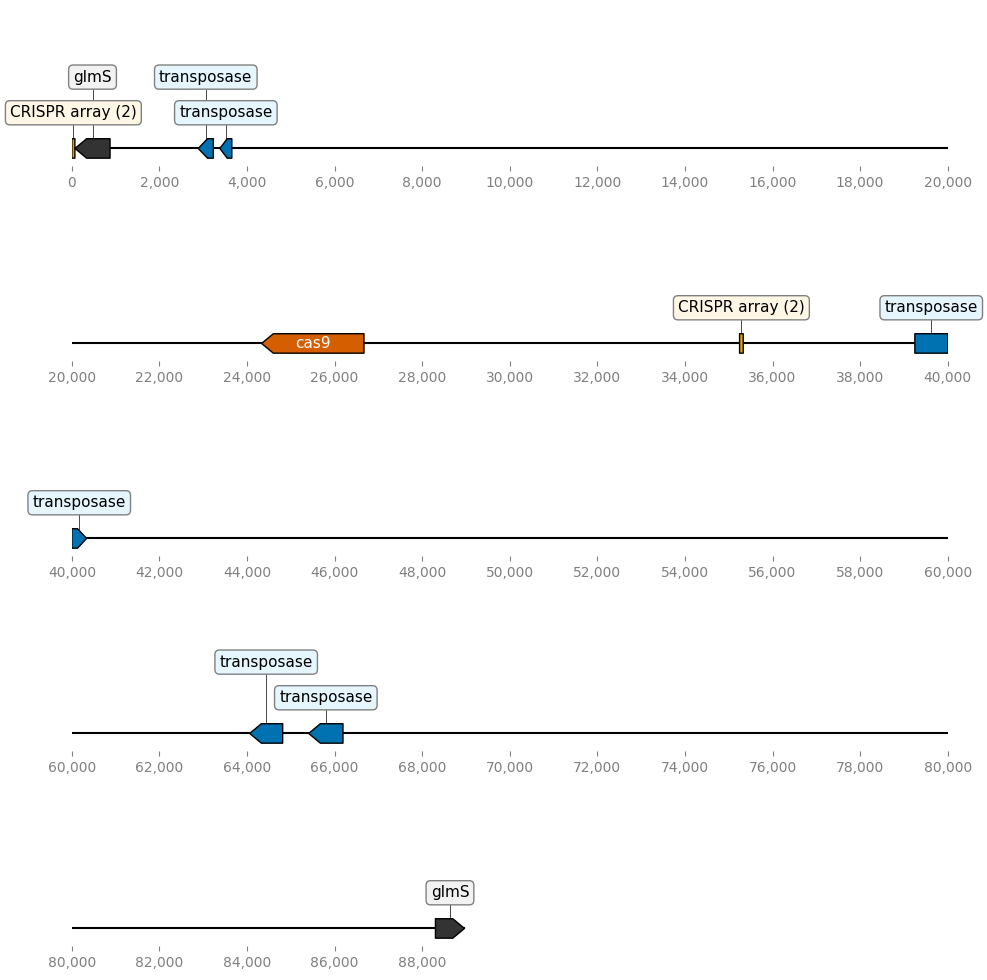 glmS transposase
CRISPR array (2) transposase
0 2,000 4,000 6,000 8,000 10,000 12,000 14,000 16,000 18,000 20,000
CRISPR array (2) transposase
cas9
20,000 22,000 24,000 26,000 28,000 30,000 32,000 34,000 36,000 38,000 40,000
transposase
40,000 42,000 44,000 46,000 48,000 50,000 52,000 54,000 56,000 58,000 60,000
transposase
transposase
60,000 62,000 64,000 66,000 68,000 70,000 72,000 74,000 76,000 78,000 80,000
glmS
80,000 82,000 84,000 86,000 88,000